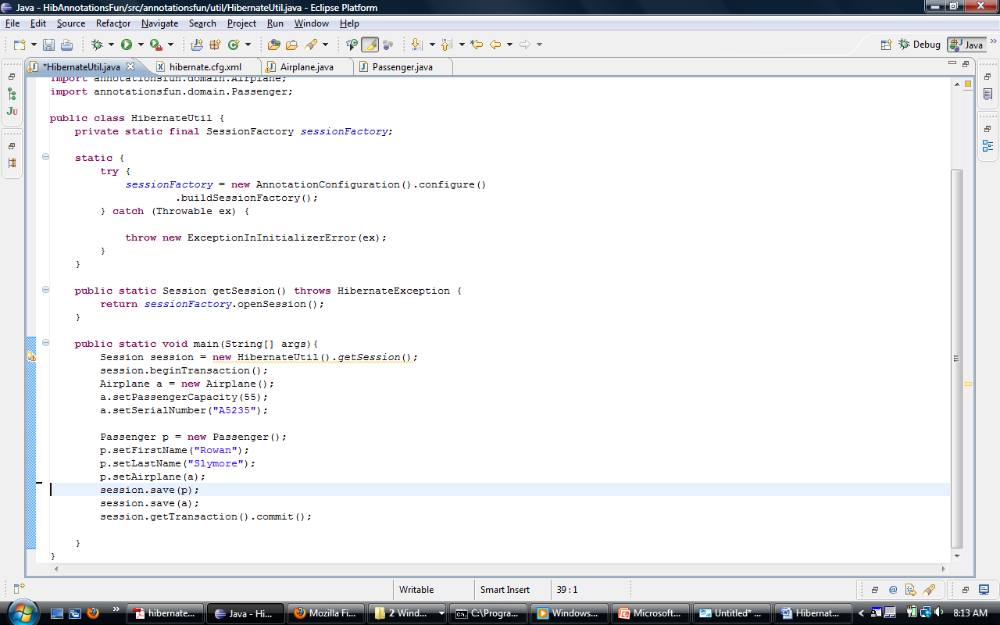 Java - HibAnnotationsFun/src/annotationsfun/util/HibernateUtil.java - Eclipse Platform
File Edit Source Refactor Navigate Search Project Run Window Help
Debug Java
*HibernateUtil.java hibernate.cfg.xml Airplane.java Passenger.java
import annotationsfun.domain.Airplane;
import annotationsfun.domain.Passenger;
public class HibernateUtil {
private static final SessionFactory sessionFactory;
static {
try {
sessionFactory = new AnnotationConfiguration().configure()
.buildSessionFactory();
} catch (Throwable ex) {
throw new ExceptionInInitializerError(ex);
}
}
public static Session getSession() throws HibernateException {
return sessionFactory.openSession();
}
public static void main(String[] args){
Session session = new HibernateUtil().getSession();
session.beginTransaction();
Airplane a = new Airplane();
a.setPassengerCapacity(55);
a.setSerialNumber("A5235");
Passenger p = new Passenger();
p.setFirstName("Rowan");
p.setLastName("Slymore");
p.setAirplane(a);
session.save(p);
session.save(a);
session.getTransaction().commit();
}
}
Writable Smart Insert 39 : 1
hibernate... Java - Hi... Mozilla Fi... 2 Wind... C:\Progra... Windows... Microsoft... Untitled* ... Hibernat... 8:13 AM